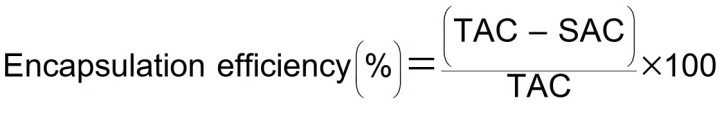 Encapsulation efficiency(%)=(TAC – SAC)/TAC×100